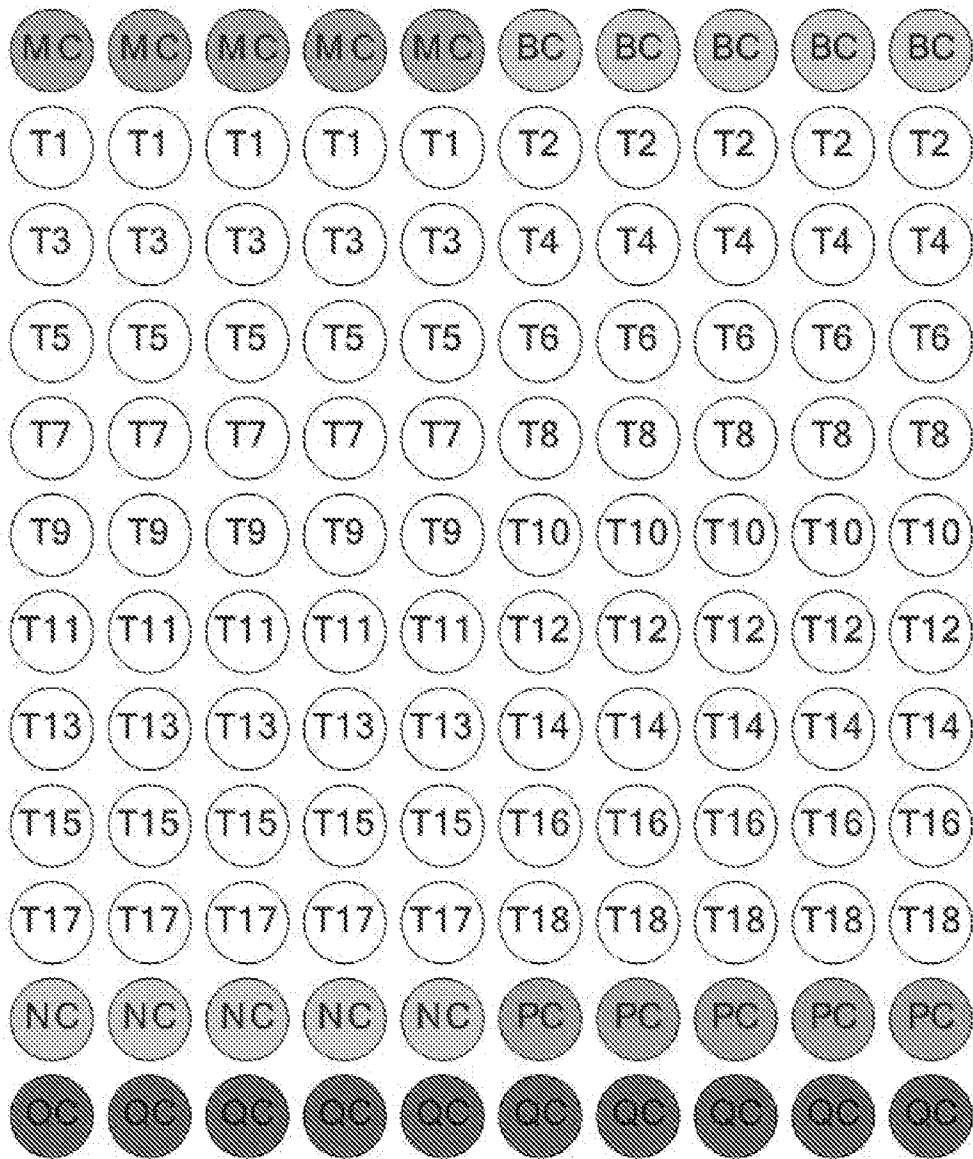 MC MC MC MC MC BC BC BC BC BC
T1 T1 T1 T1 T1 T2 T2 T2 T2 T2
T3 T3 T3 T3 T3 T4 T4 T4 T4 T4
T5 T5 T5 T5 T5 T6 T6 T6 T6 T6
T7 T7 T7 T7 T7 T8 T8 T8 T8 T8
T9 T9 T9 T9 T9 T10 T10 T10 T10 T10
T11 T11 T11 T11 T11 T12 T12 T12 T12 T12
T13 T13 T13 T13 T13 T14 T14 T14 T14 T14
T15 T15 T15 T15 T15 T16 T16 T16 T16 T16
T17 T17 T17 T17 T17 T18 T18 T18 T18 T18
NC NC NC NC NC PC PC PC PC PC
QC QC QC QC QC QC QC QC QC QC